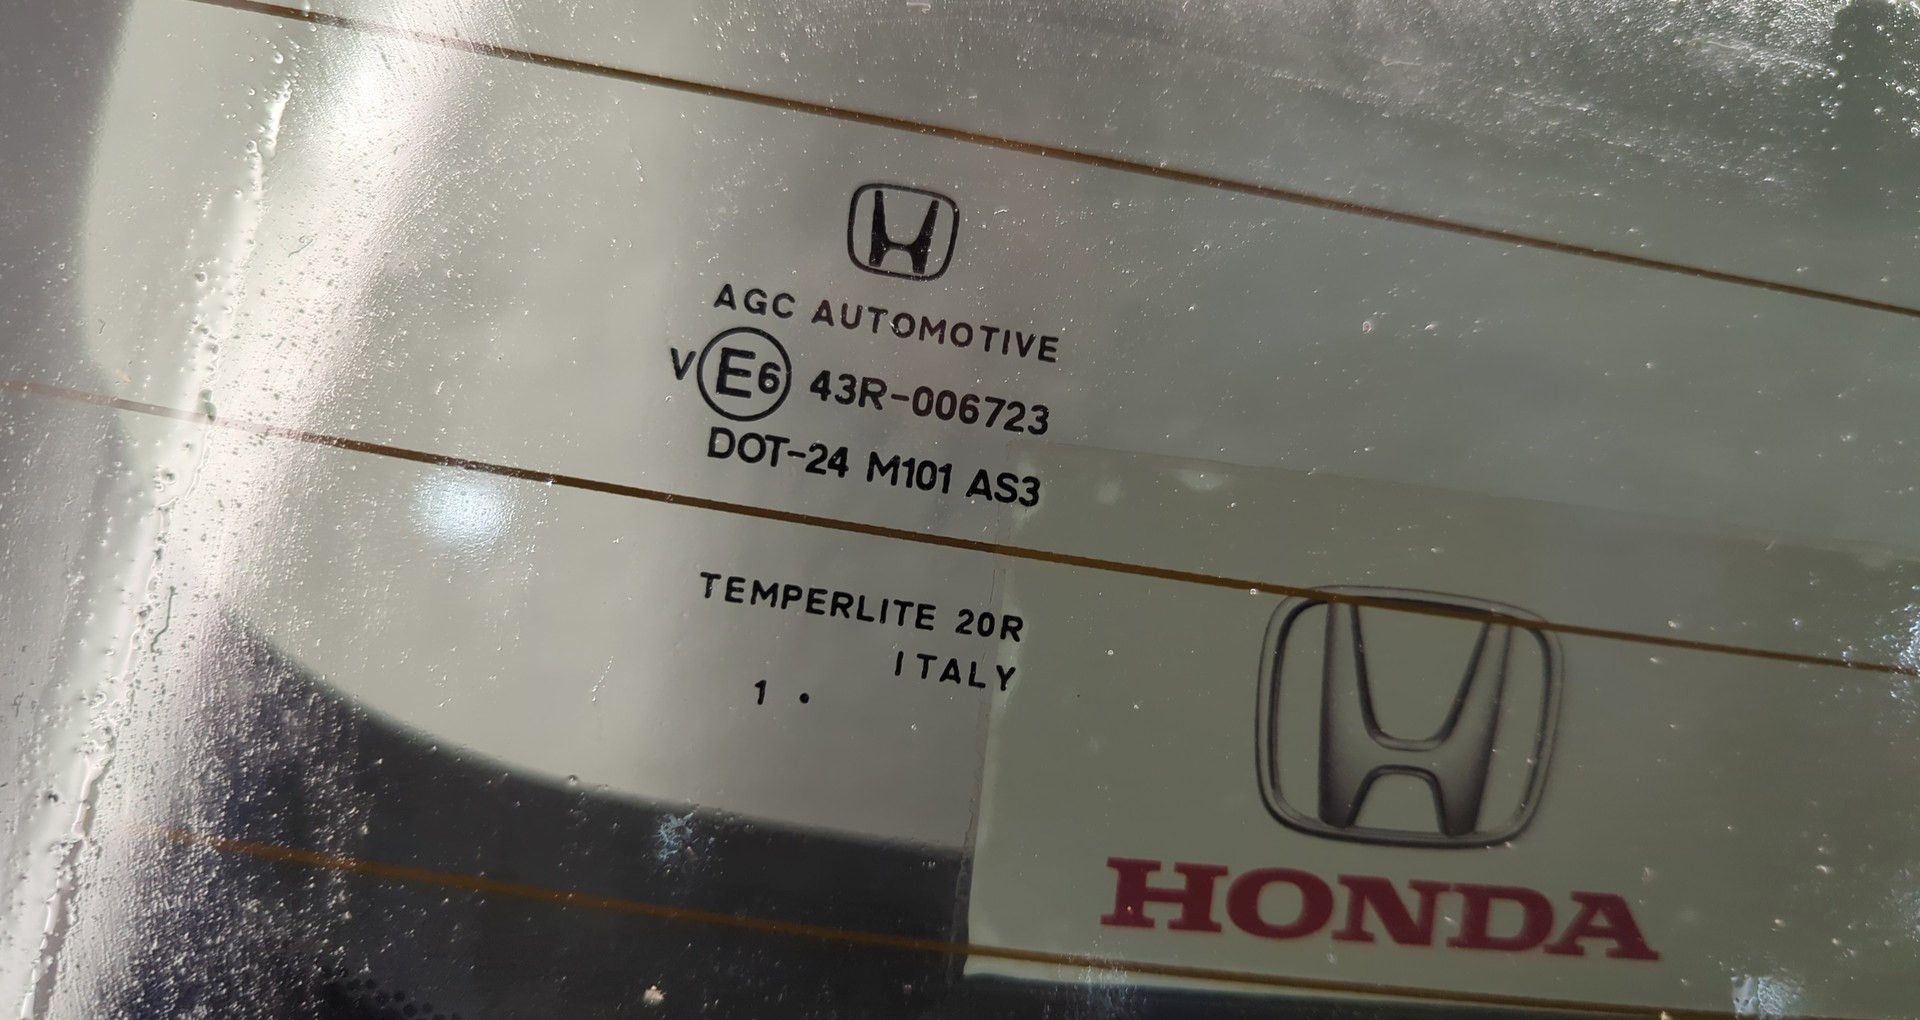 AGC AUTOMOTIVE
V E6 43R-006723
DOT-24 M101 AS3
TEMPERLITE 20R
ITALY
1 •
HONDA